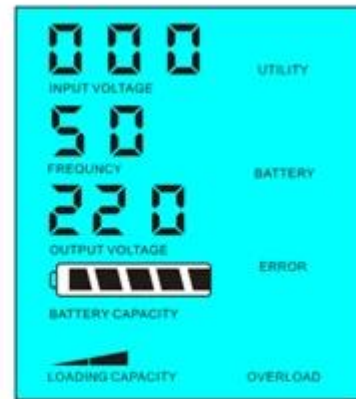 000
UTILITY
INPUT VOLTAGE
50
FREQUNCY
BATTERY
220
OUTPUT VOLTAGE
ERROR
BATTERY CAPACITY
LOADING CAPACITY
OVERLOAD